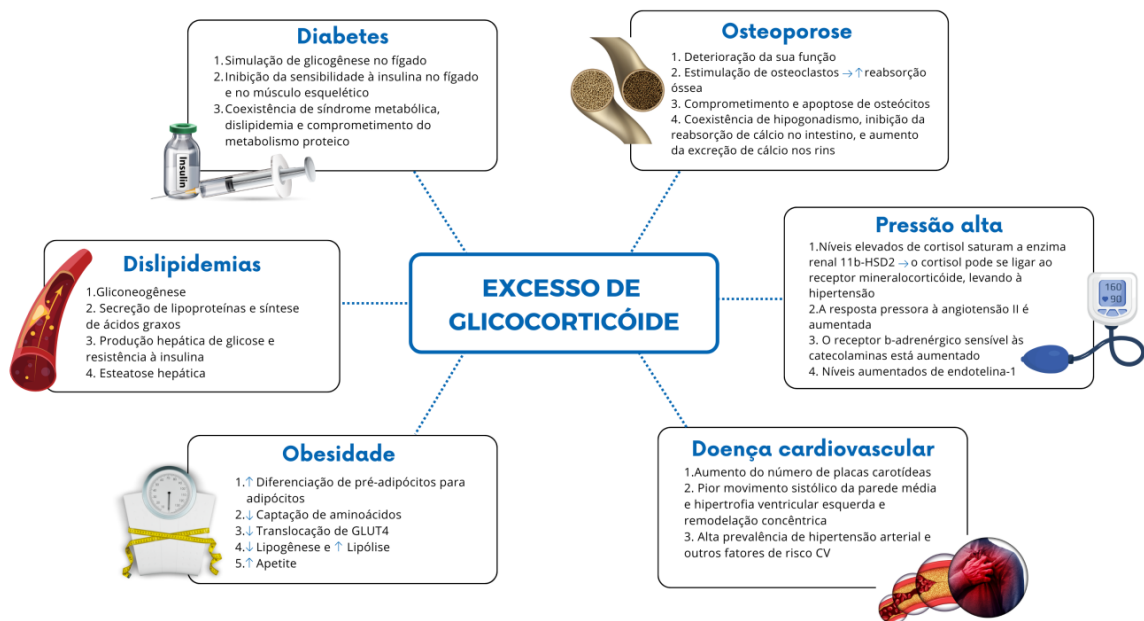 Diabetes
1.Simulação de glicogênese no fígado
2.Inibição da sensibilidade à insulina no fígado
e no músculo esquelético
3.Coexistência de síndrome metabólica,
dislipidemia e comprometimento do
metabolismo proteico
Insulin
Osteoporose
1. Deterioração da sua função
2. Estimulação de osteoclastos →↑reabsorção
óssea
3. Comprometimento e apoptose de osteócitos
4. Coexistência de hipogonadismo, inibição da
reabsorção de cálcio no intestino, e aumento
da excreção de cálcio nos rins
Dislipidemias
1.Gliconeogênese
2. Secreção de lipoproteínas e síntese
de ácidos graxos
3. Produção hepática de glicose e
resistência à insulina
4. Esteatose hepática
EXCESSO DE
GLICOCORTICÓIDE
Pressão alta
1.Níveis elevados de cortisol saturam a enzima
renal 11b-HSD2 → o cortisol pode se ligar ao
receptor mineralocorticóide, levando à
hipertensão
2.A resposta pressora à angiotensão II é
aumentada
3. O receptor b-adrenérgico sensível às
catecolaminas está aumentado
4. Níveis aumentados de endotelina-1
160
♥90
Obesidade
1.↑ Diferenciação de pré-adipócitos para
adipócitos
2.↓ Captação de aminoácidos
3.↓ Translocação de GLUT4
4.↓ Lipogênese e ↑ Lipólise
5.↑ Apetite
Doença cardiovascular
1.Aumento do número de placas carotídeas
2. Pior movimento sistólico da parede média
e hipertrofia ventricular esquerda e
remodelação concêntrica
3. Alta prevalência de hipertensão arterial e
outros fatores de risco CV